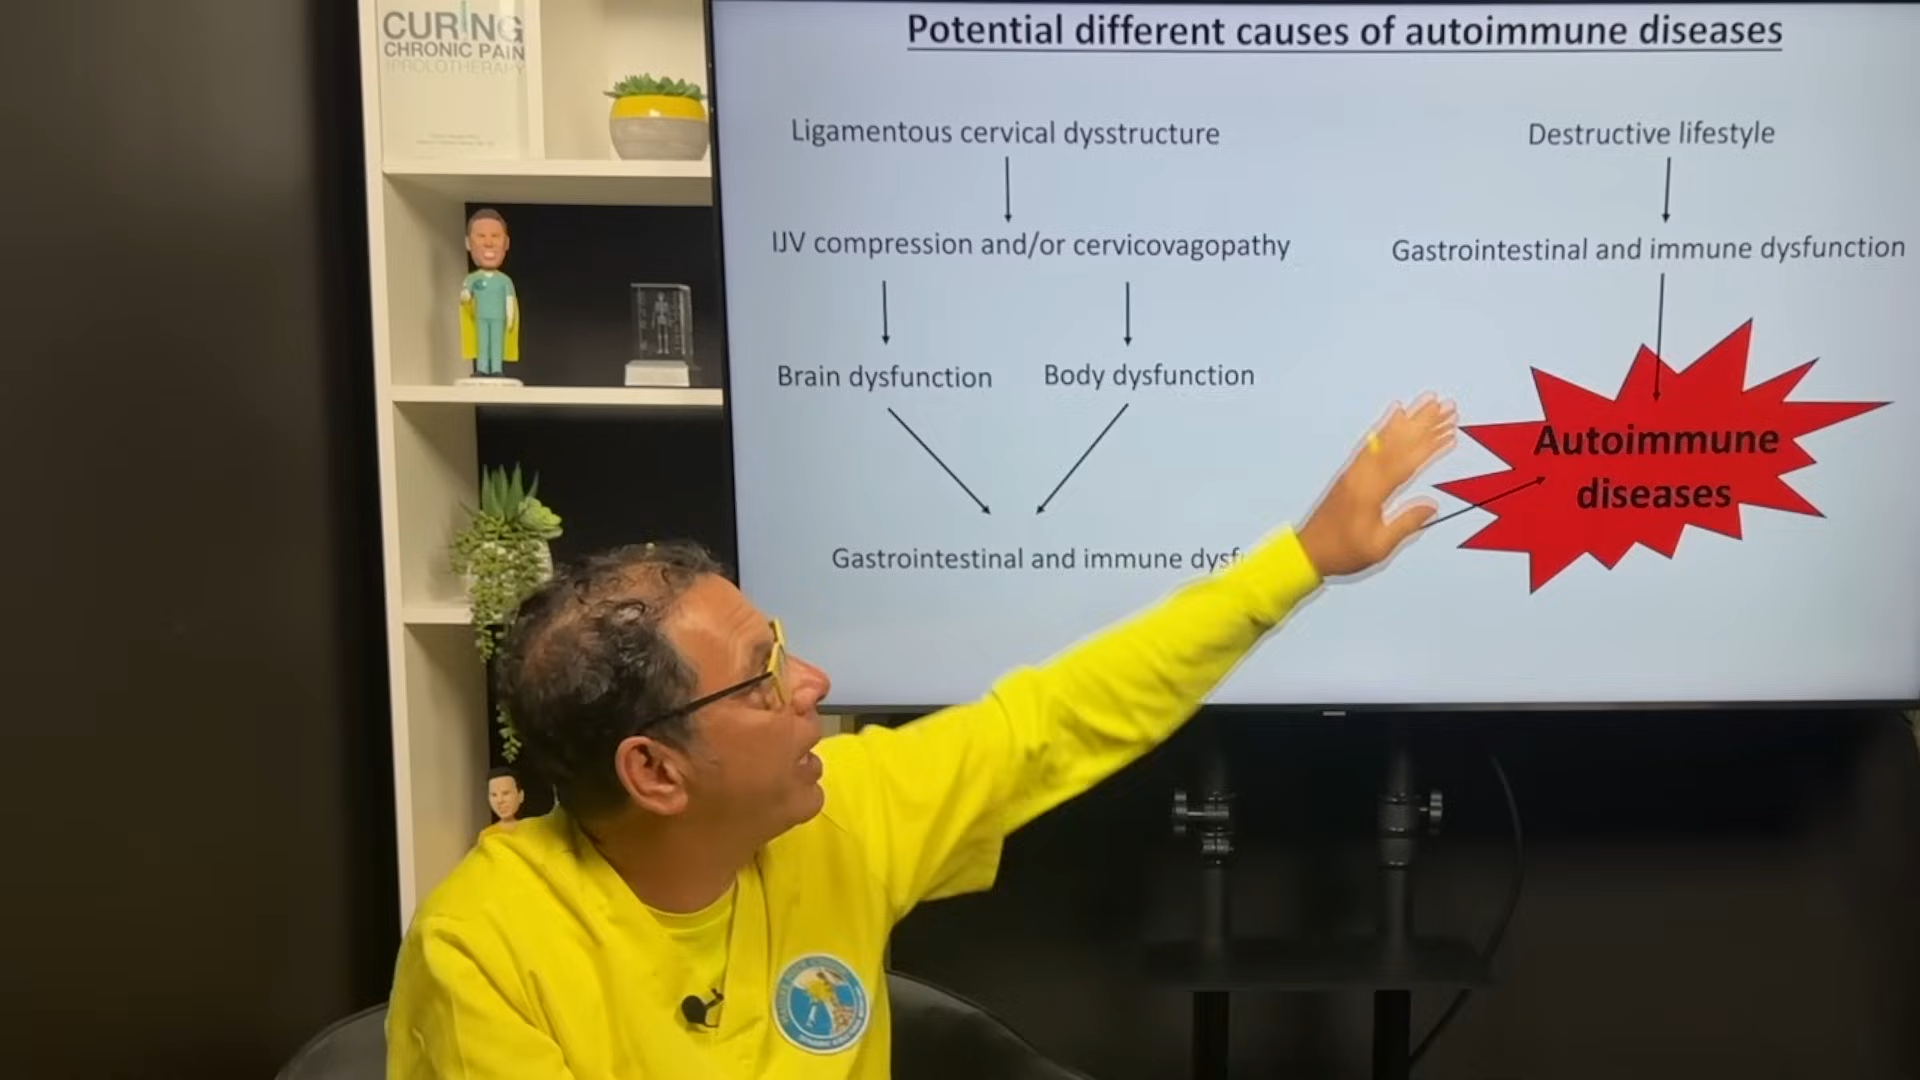 CURING
CHRONIC PAIN
PROLOTHERAPY
Potential different causes of autoimmune diseases
Ligamentous cervical dysstructure
Destructive lifestyle
IJV compression and/or cervicovagopathy
Gastrointestinal and immune dysfunction
Brain dysfunction
Body dysfunction
Autoimmune
diseases
Gastrointestinal and immune dysf